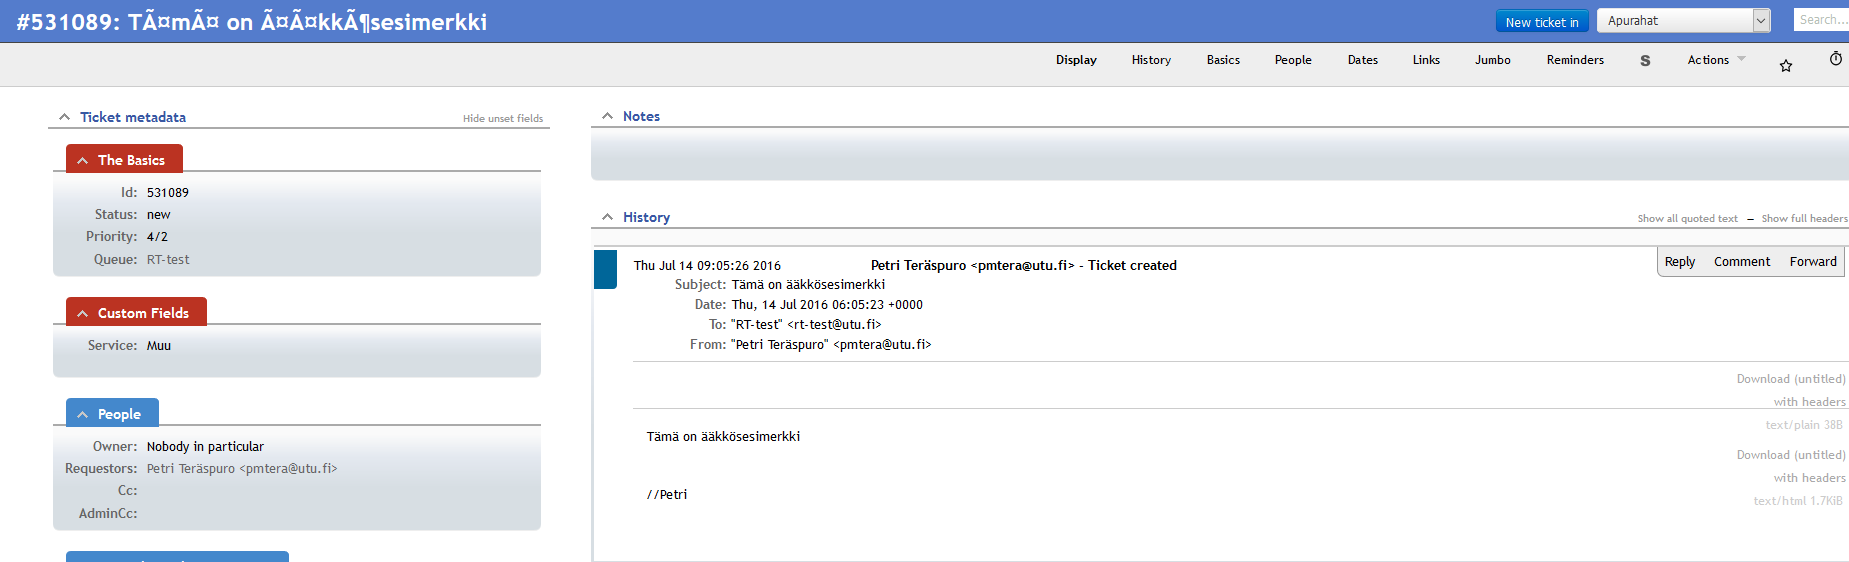 #531089: TÃ¤mÃ¤ on Ã¤Ã¤kkÃ¶sesimerkki
New ticket in Apurahat Search...
Display History Basics People Dates Links Jumbo Reminders S Actions
Ticket metadata Hide unset fields
The Basics
Id: 531089
Status: new
Priority: 4/2
Queue: RT-test
Custom Fields
Service: Muu
People
Owner: Nobody in particular
Requestors: Petri Teräspuro <pmtera@utu.fi>
Cc:
AdminCc:
Notes
History Show all quoted text — Show full headers
Thu Jul 14 09:05:26 2016 Petri Teräspuro <pmtera@utu.fi> - Ticket created Reply Comment Forward
Subject: Tämä on ääkkösesimerkki
Date: Thu, 14 Jul 2016 06:05:23 +0000
To: "RT-test" <rt-test@utu.fi>
From: "Petri Teräspuro" <pmtera@utu.fi>
Download (untitled)
with headers
text/plain 38B
Tämä on ääkkösesimerkki
Download (untitled)
with headers
text/html 1.7KiB
//Petri